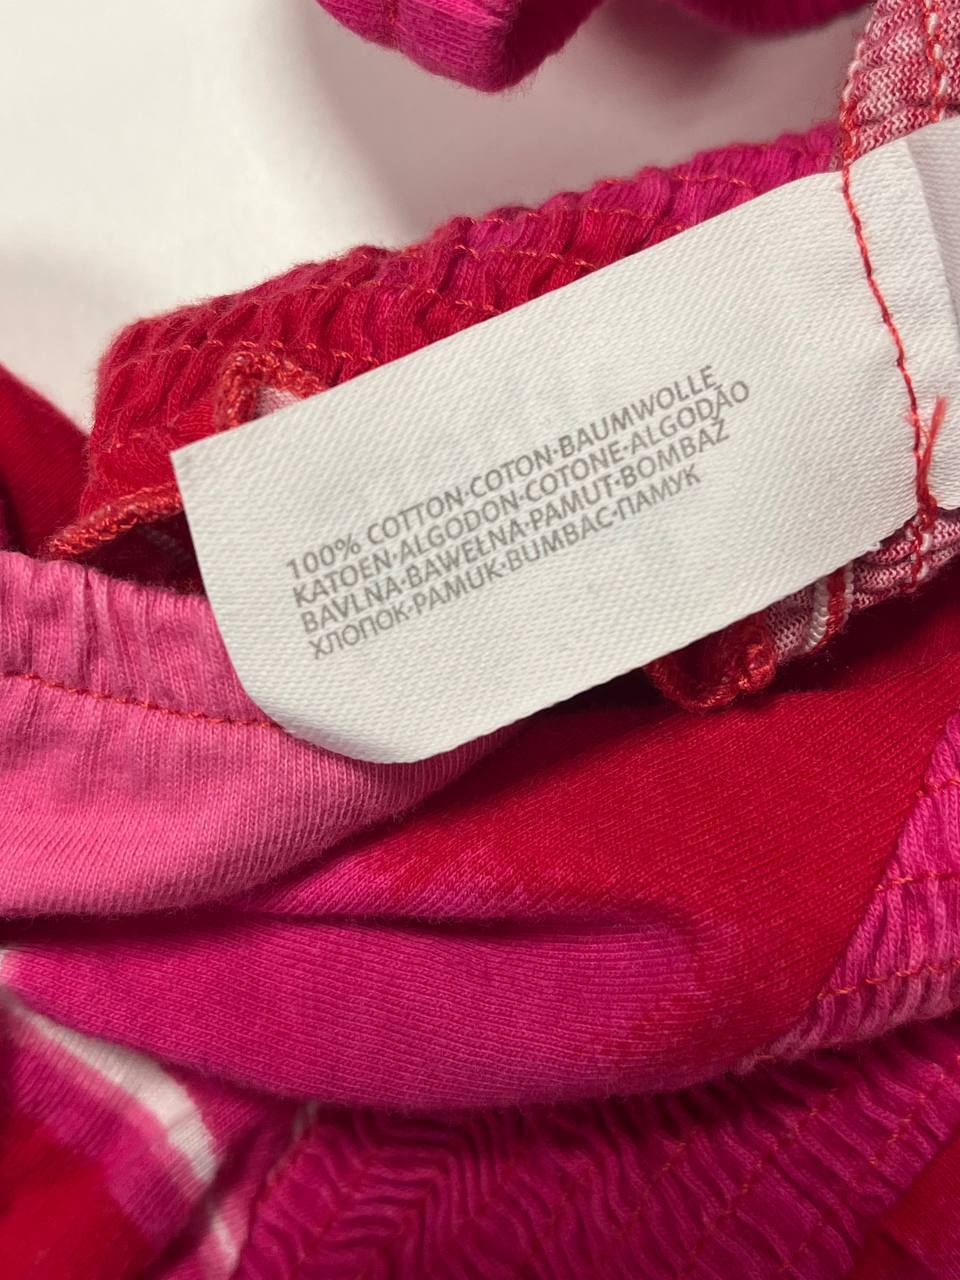 100% COTTON·COTON·BAUMWOLLE
KATOEN·ALGODON·COTONE·ALGODÃO
BAVLNA·BAWEŁNA·PAMUT·BOMBAŽ
ХЛОПОК·PAMUK·BUMBAC·ПАМУК